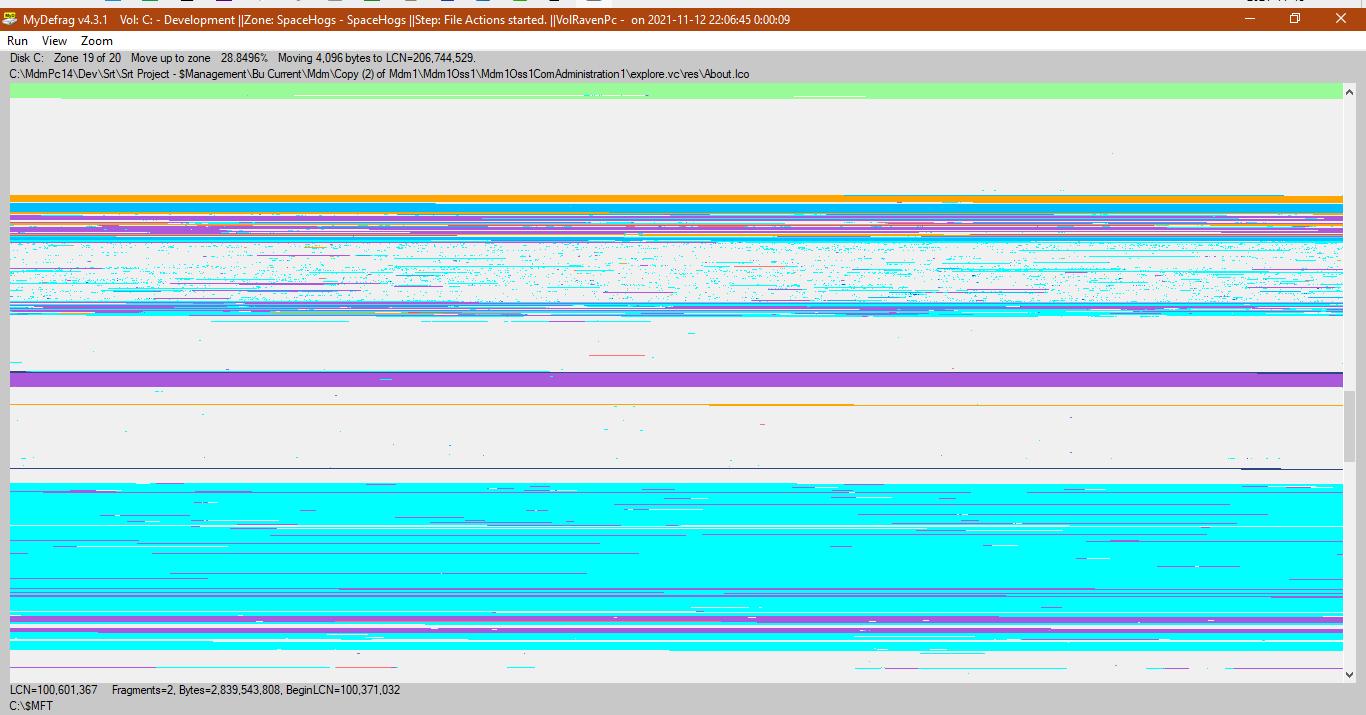 MyDefrag v4.3.1 Vol: C: - Development ||Zone: SpaceHogs - SpaceHogs ||Step: File Actions started. ||VolRavenPc - on 2021-11-12 22:06:45 0:00:09
Run View Zoom
Disk C: Zone 19 of 20 Move up to zone 28.8496% Moving 4,096 bytes to LCN=206,744,529.
C:\MdmPc14\Dev\Srt\Srt Project - $Management\Bu Current\Mdm\Copy (2) of Mdm1\Mdm1Oss1\Mdm1Oss1ComAdministration1\explore.vc\res\About.Ico
LCN=100,601,367 Fragments=2, Bytes=2,839,543,808, BeginLCN=100,371,032
C:\$MFT